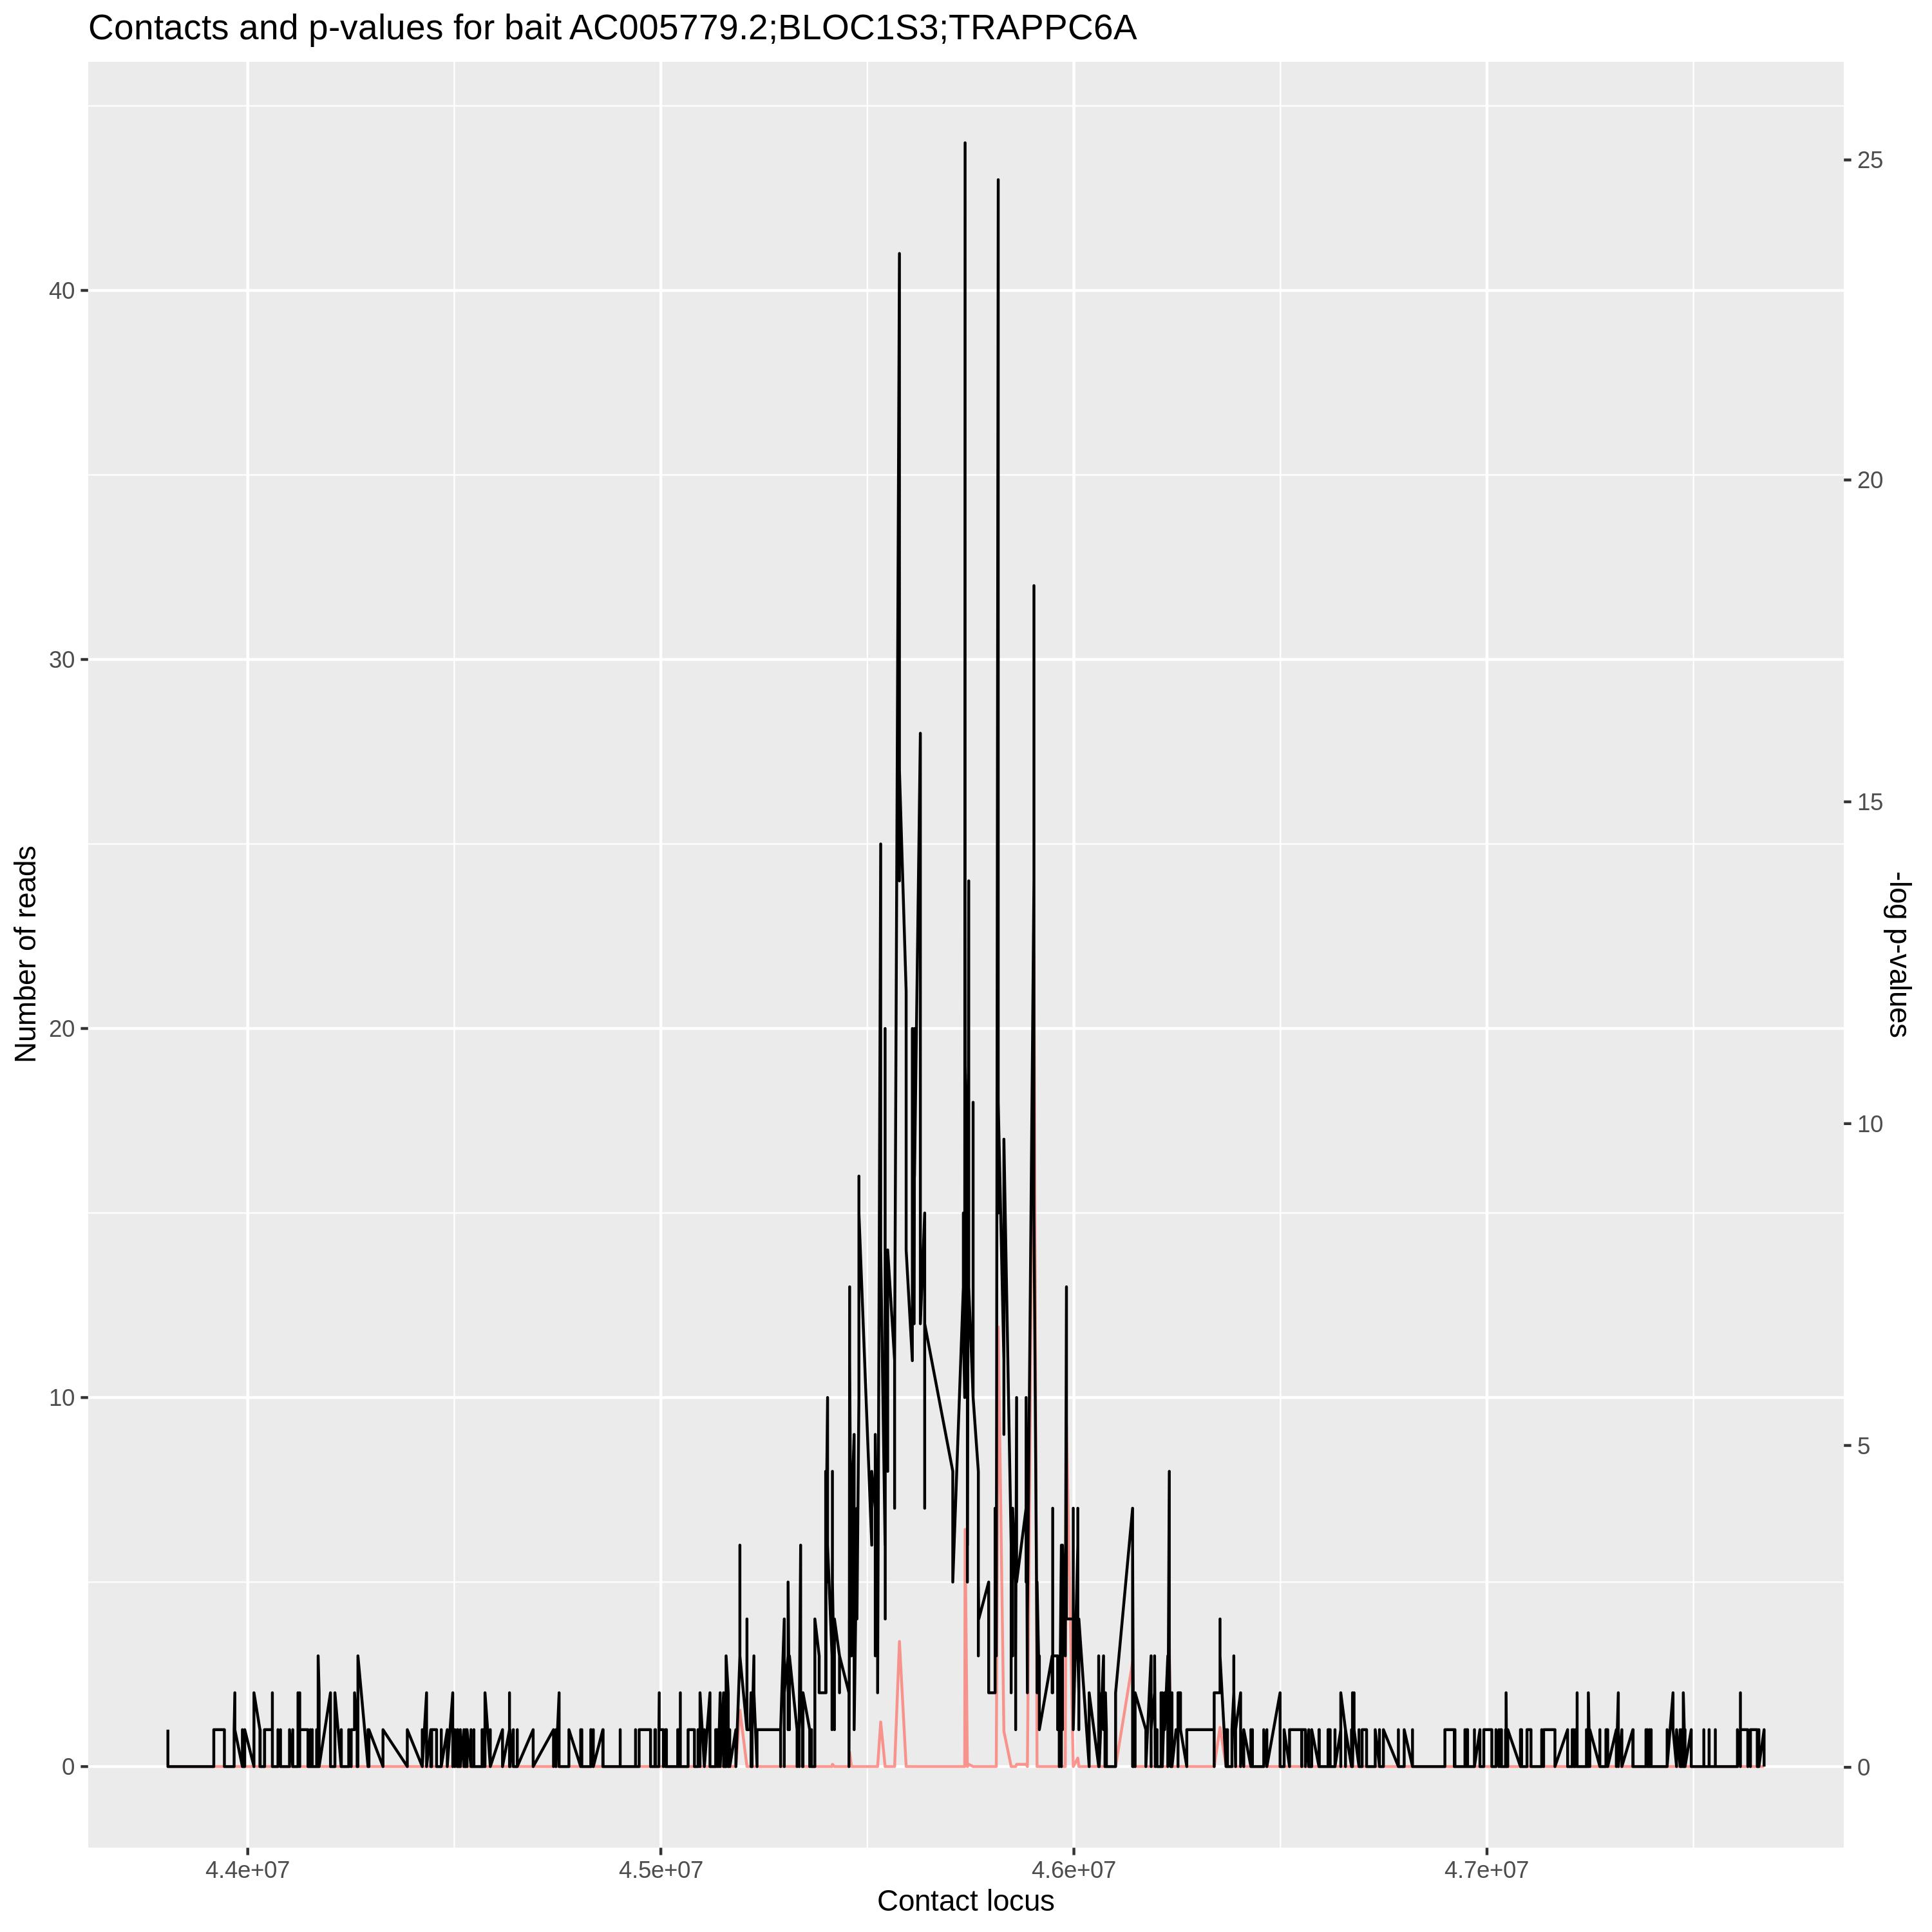 Contacts and p-values for bait AC005779.2;BLOC1S3;TRAPPC6A
Number of reads
40
30
20
10
0
25
20
15
10
5
0
-log p-values
4.4e+07
4.5e+07
4.6e+07
4.7e+07
Contact locus